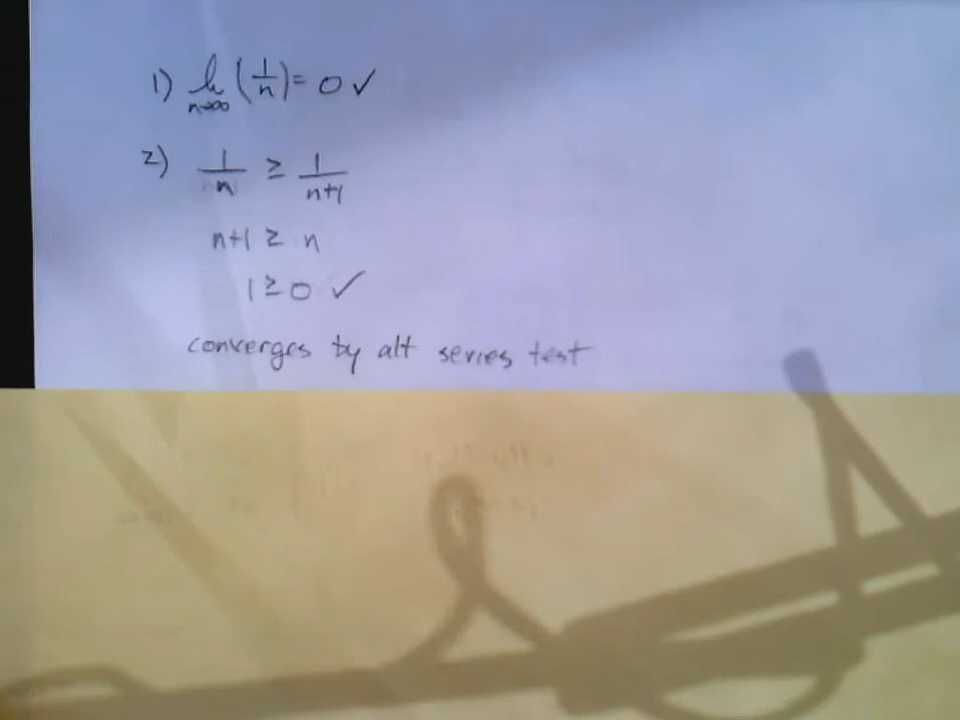 1) lim n→∞ (1/n) = 0 ✓
2) 1/n ≥ 1/n+1
n+1 ≥ n
1 ≥ 0 ✓
converges by alt series test